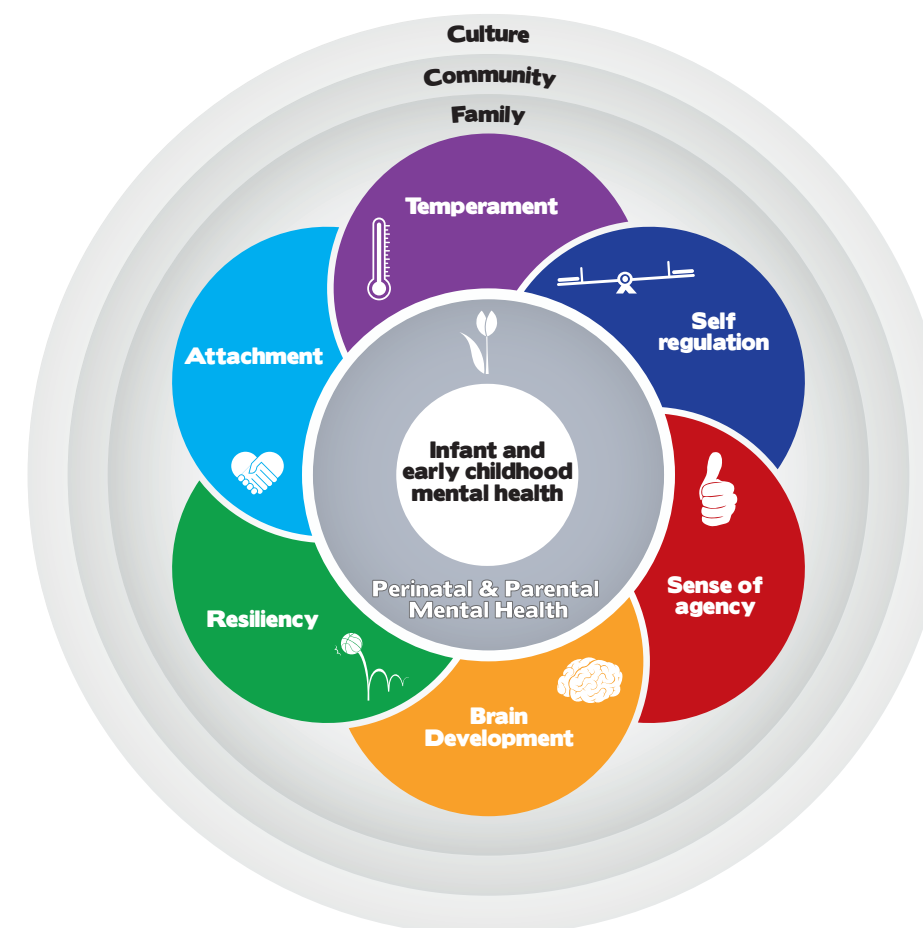 Culture
Community
Family
Temperament
Self
regulation
Attachment
Infant and
early childhood
mental health
Sense of
agency
Perinatal & Parental
Mental Health
Resiliency
Brain
Development